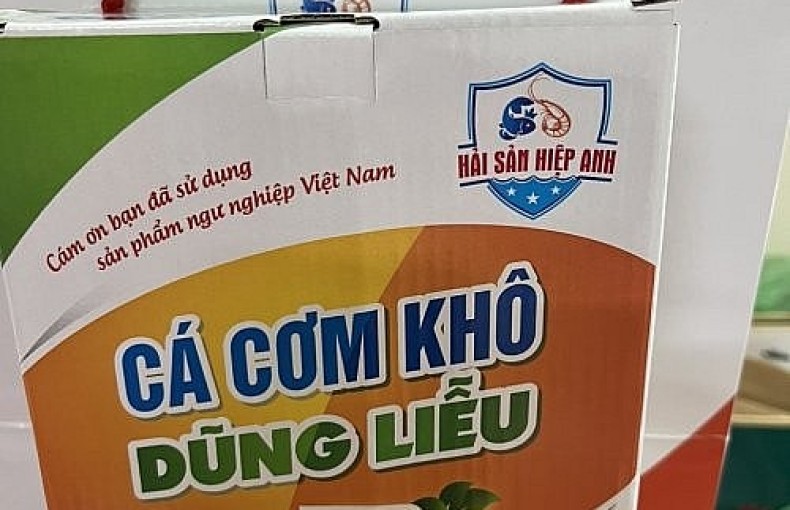 HẢI SẢN HIỆP ANH
Cám ơn bạn đã sử dụng
sản phẩm ngư nghiệp Việt Nam
CÁ CƠM KHÔ
DŨNG LIỄU